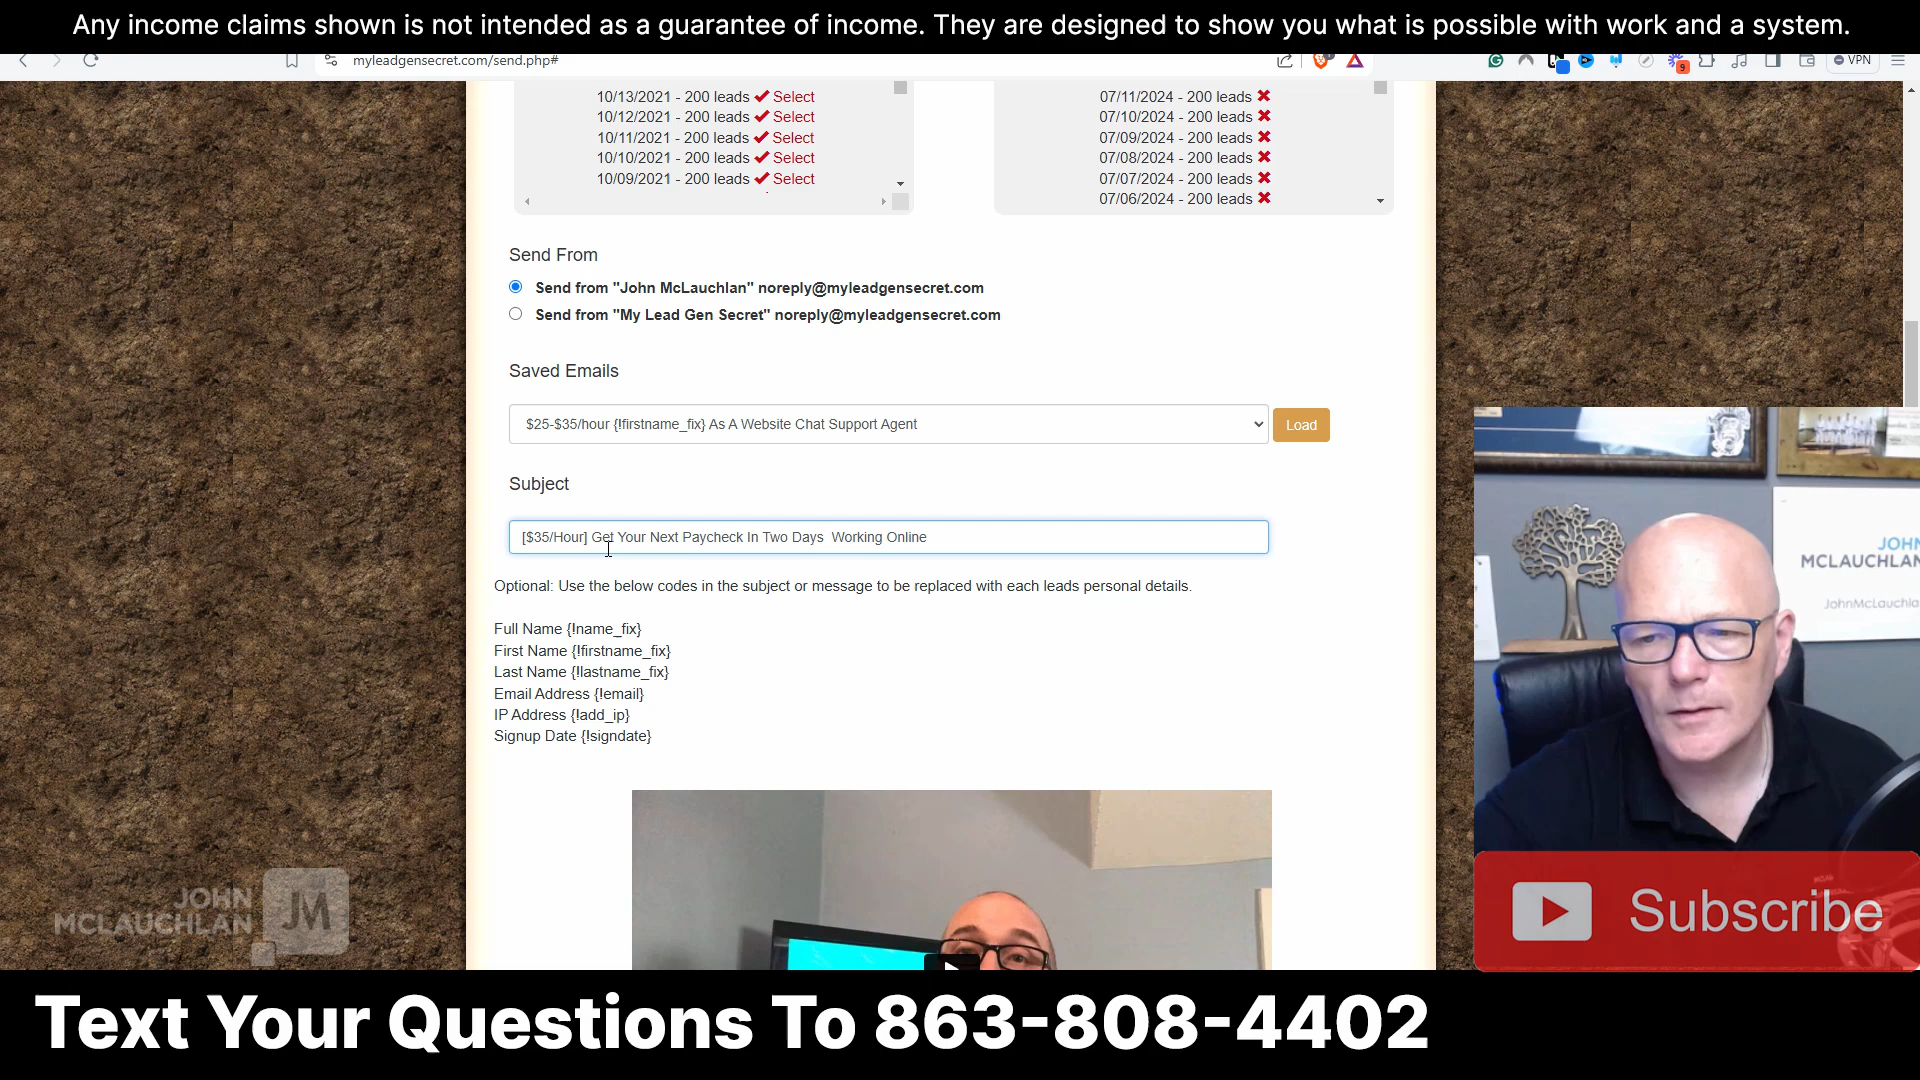 Any income claims shown is not intended as a guarantee of income. They are designed to show you what is possible with work and a system.
myleadgensecret.com/send.php#
9
VPN
10/13/2021 - 200 leads ✔ Select
10/12/2021 - 200 leads ✔ Select
10/11/2021 - 200 leads ✔ Select
10/10/2021 - 200 leads ✔ Select
10/09/2021 - 200 leads ✔ Select
07/11/2024 - 200 leads ✖
07/10/2024 - 200 leads ✖
07/09/2024 - 200 leads ✖
07/08/2024 - 200 leads ✖
07/07/2024 - 200 leads ✖
07/06/2024 - 200 leads ✖
Send From
Send from "John McLauchlan" noreply@myleadgensecret.com
Send from "My Lead Gen Secret" noreply@myleadgensecret.com
Saved Emails
$25-$35/hour {!firstname_fix} As A Website Chat Support Agent
Load
Subject
[$35/Hour] Get Your Next Paycheck In Two Days  Working Online
Optional: Use the below codes in the subject or message to be replaced with each leads personal details.
Full Name {!name_fix}
First Name {!firstname_fix}
Last Name {!lastname_fix}
Email Address {!email}
IP Address {!add_ip}
Signup Date {!signdate}
JOHN
MCLAUCHLAN
JohnMcLauchla
JOHN
MCLAUCHLAN
JM
Subscribe
Text Your Questions To 863-808-4402